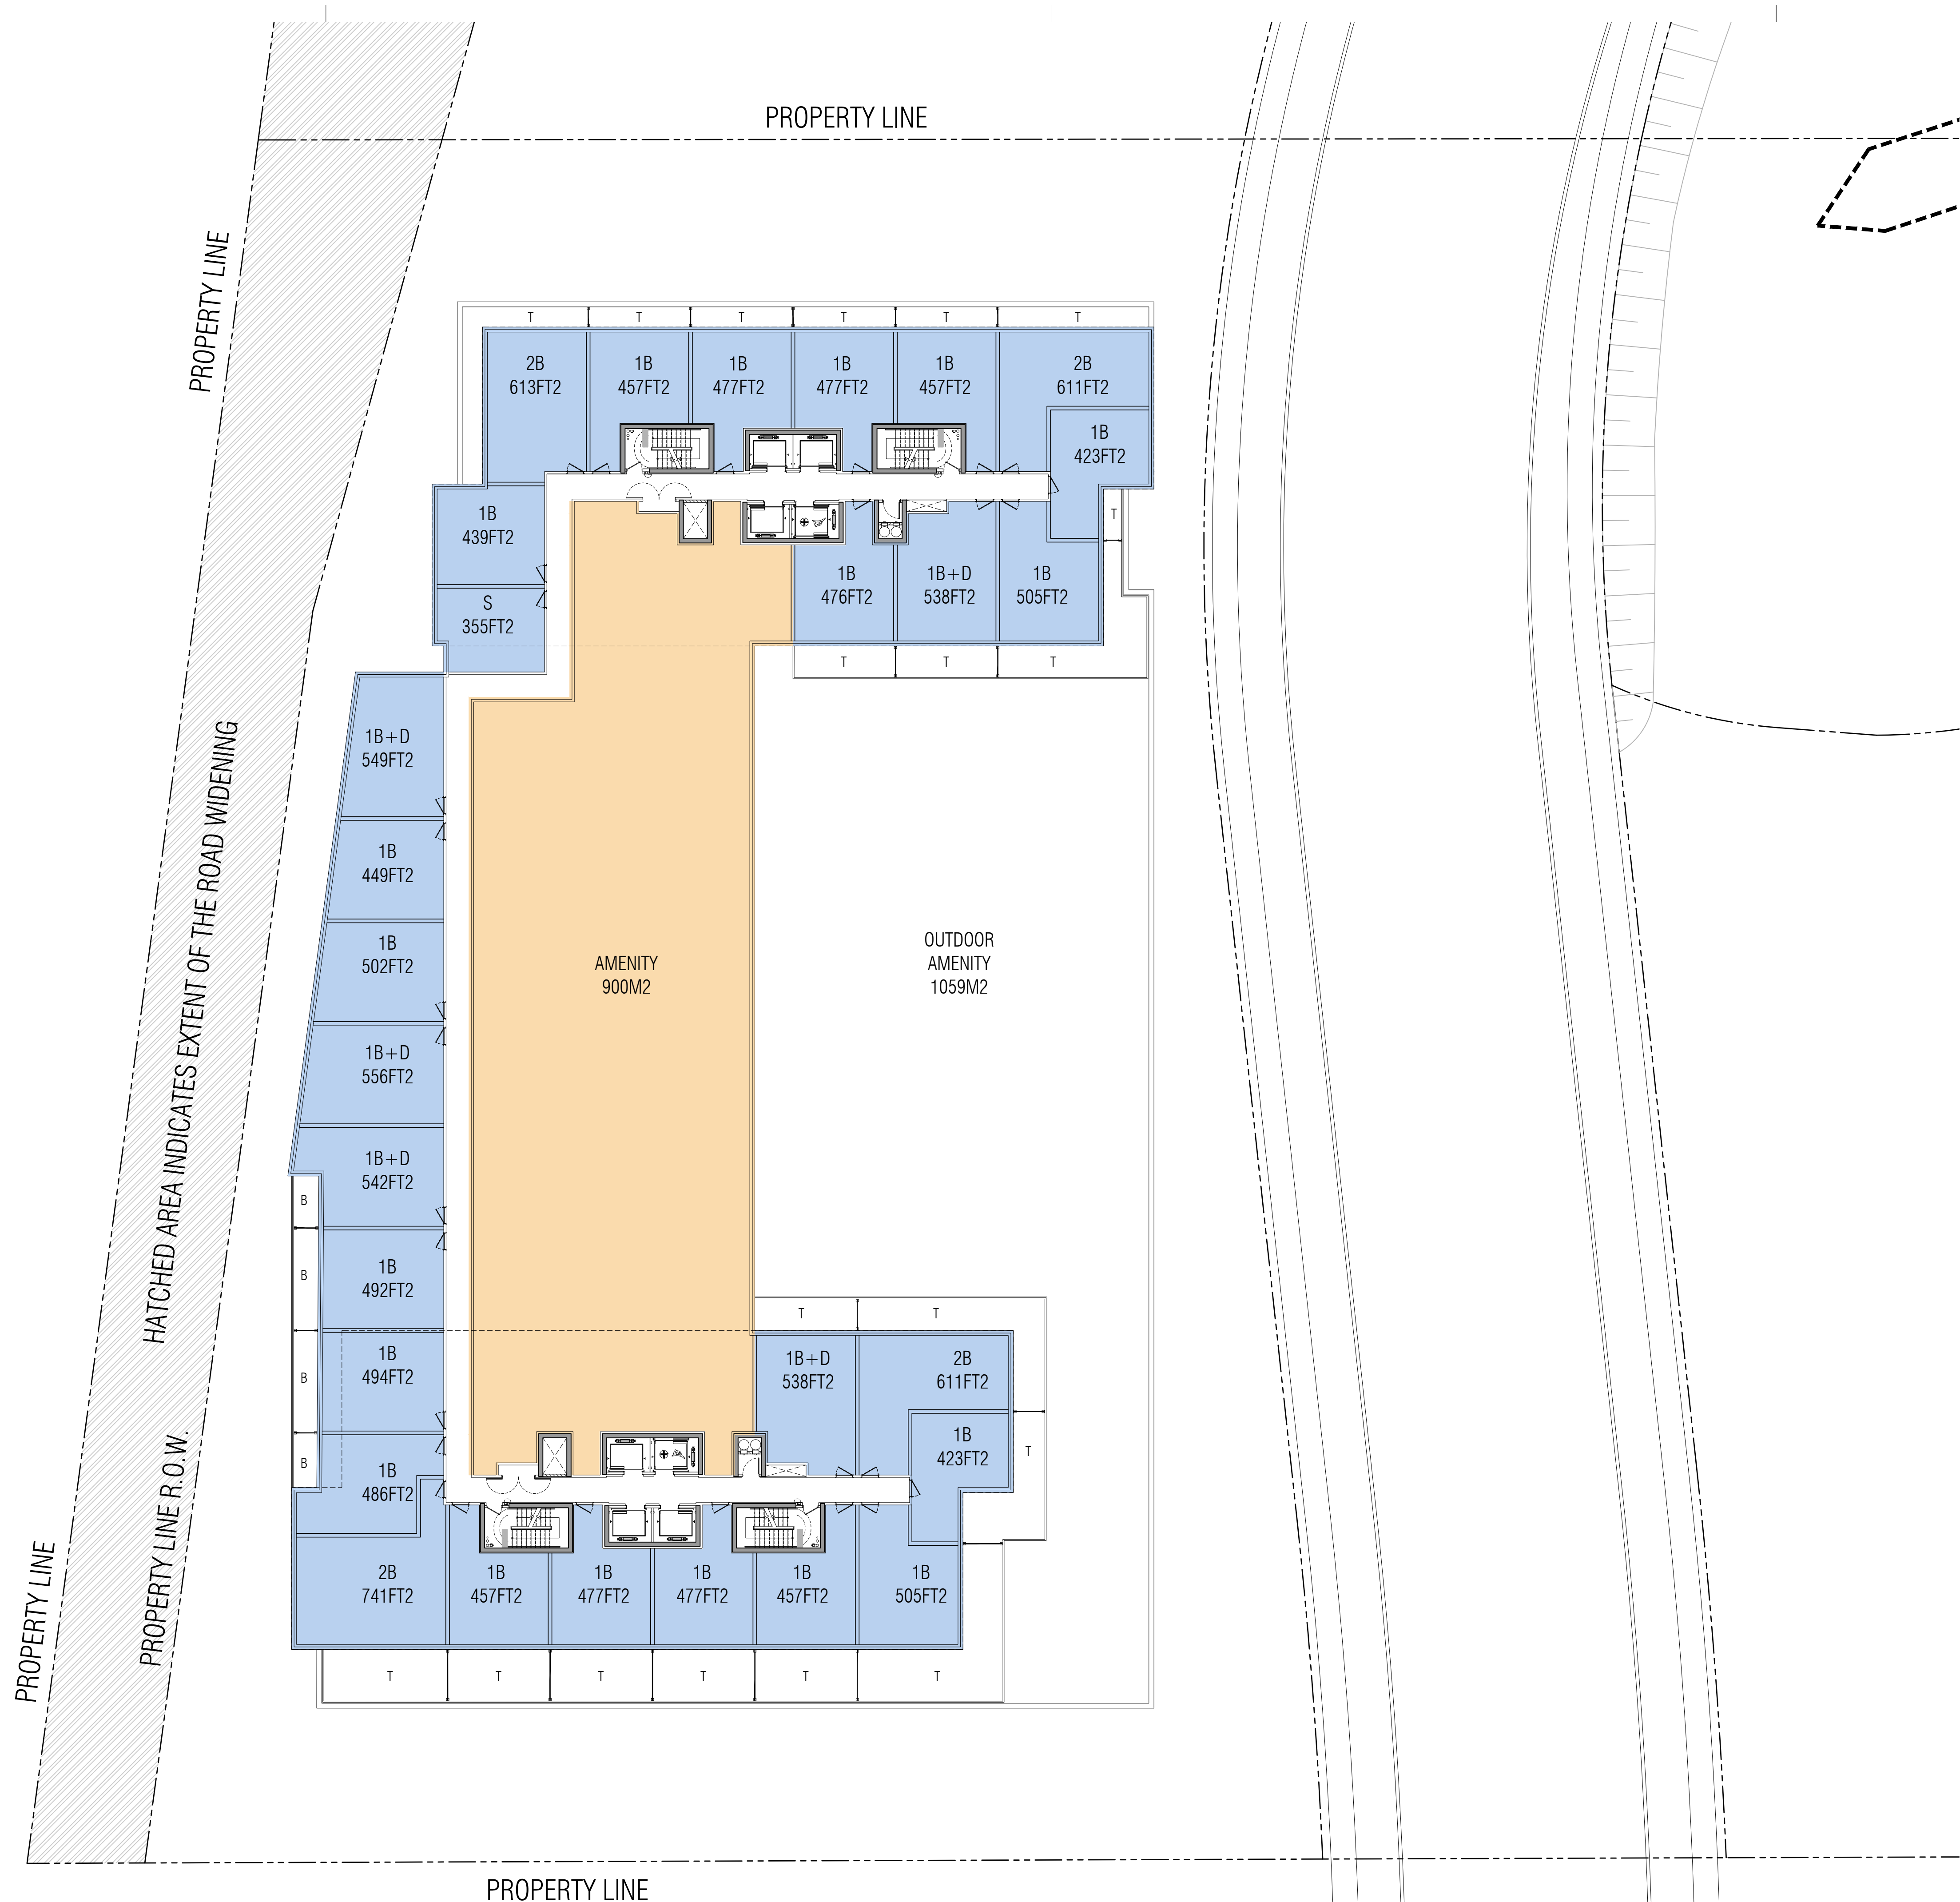 PROPERTY LINE
PROPERTY LINE
T
T
T
T
T
T
2B
613FT2
1B
457FT2
1B
477FT2
1B
477FT2
1B
457FT2
2B
611FT2
1B
423FT2
1B
439FT2
T
S
355FT2
1B
476FT2
1B+D
538FT2
1B
505FT2
T
T
T
HATCHED AREA INDICATES EXTENT OF THE ROAD WIDENING
1B+D
549FT2
1B
449FT2
1B
502FT2
AMENITY
900M2
OUTDOOR
AMENITY
1059M2
1B+D
556FT2
1B+D
542FT2
B
1B
492FT2
B
T
T
1B
494FT2
B
1B+D
538FT2
2B
611FT2
1B
423FT2
T
B
1B
486FT2
PROPERTY LINE R.O.W.
PROPERTY LINE
2B
741FT2
1B
457FT2
1B
477FT2
1B
477FT2
1B
457FT2
1B
505FT2
T
T
T
T
T
T
PROPERTY LINE